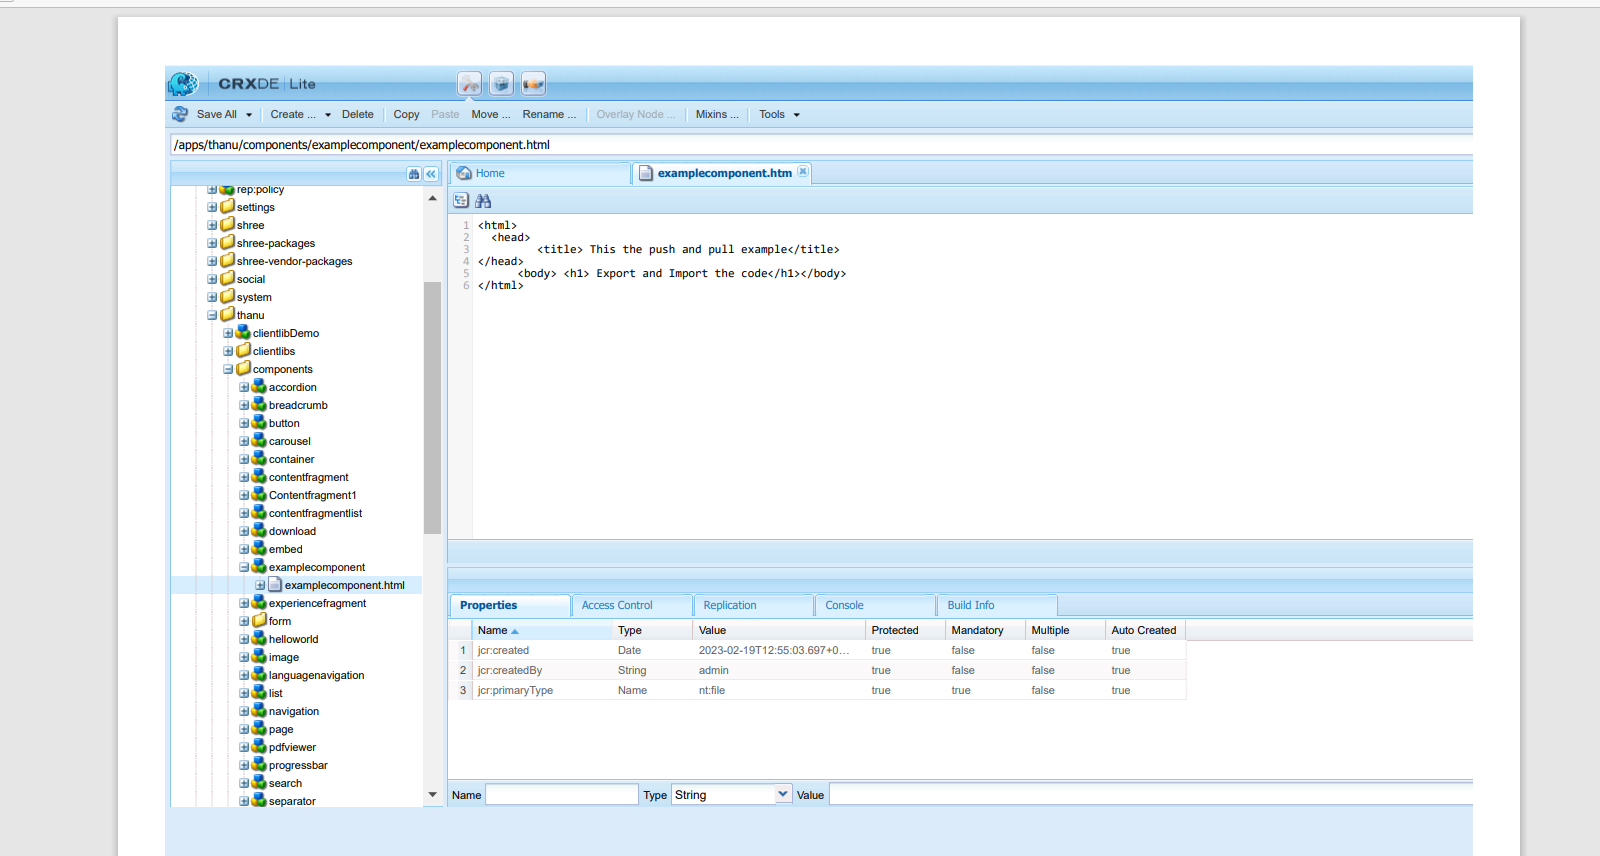 CRXDE | Lite
Save All Create ... Delete Copy Paste Move ... Rename ... Overlay Node ... Mixins ... Tools
/apps/thanu/components/examplecomponent/examplecomponent.html
rep:policy
settings
shree
shree-packages
shree-vendor-packages
social
system
thanu
clientlibDemo
clientlibs
components
accordion
breadcrumb
button
carousel
container
contentfragment
Contentfragment1
contentfragmentlist
download
embed
examplecomponent
examplecomponent.html
experiencefragment
form
helloworld
image
languagenavigation
list
navigation
page
pdfviewer
progressbar
search
separator
Home examplecomponent.htm
1 <html>
2 <head>
3 <title> This the push and pull example</title>
4 </head>
5 <body> <h1> Export and Import the code</h1></body>
6 </html>
Properties Access Control Replication Console Build Info
Name Type Value Protected Mandatory Multiple Auto Created
1 jcr:created Date 2023-02-19T12:55:03.697+0... true false false true
2 jcr:createdBy String admin true false false true
3 jcr:primaryType Name nt:file true true false true
Name Type String Value